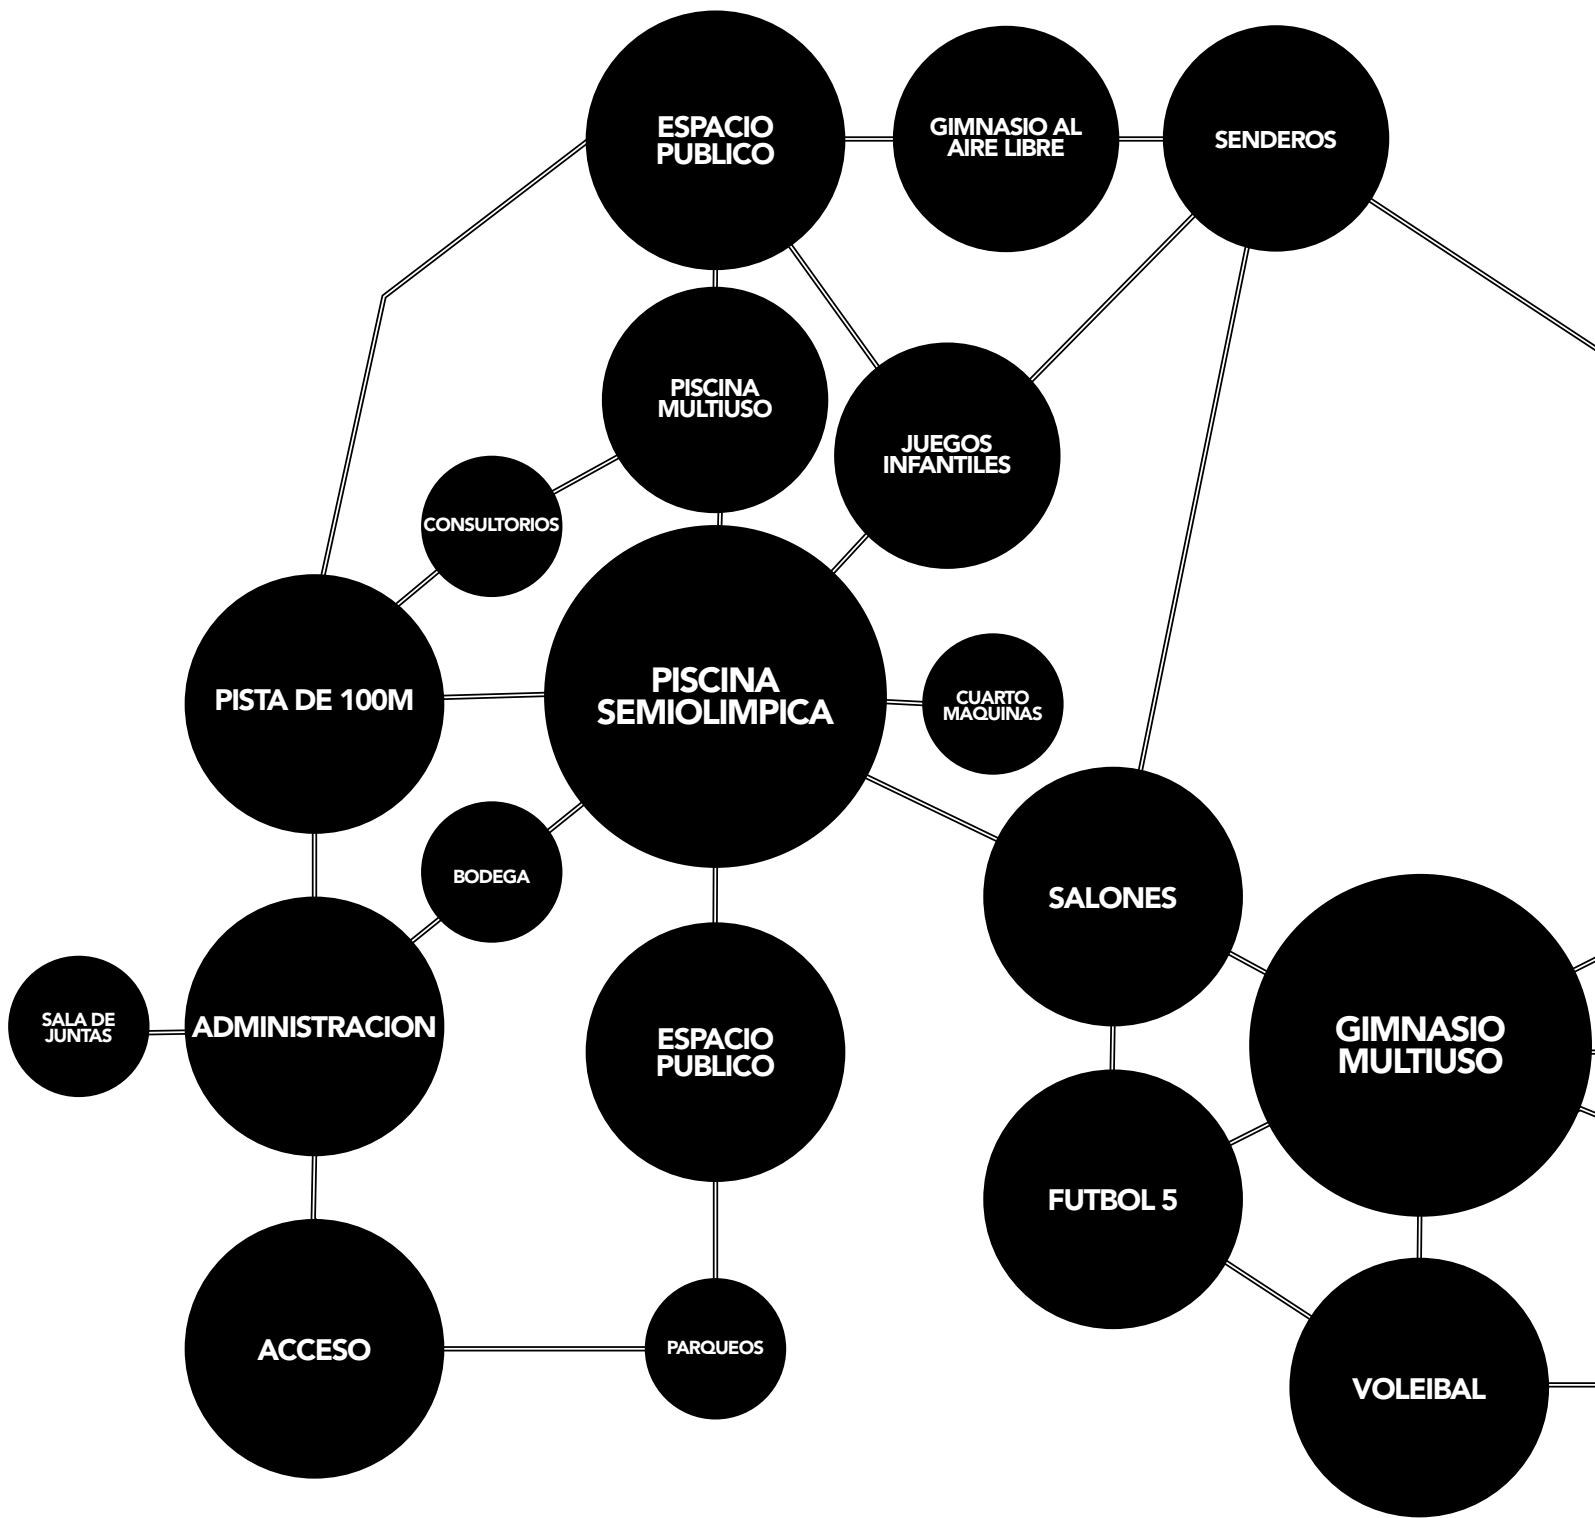 ESPACIO
PUBLICO
GIMNASIO AL
AIRE LIBRE
SENDEROS
PISCINA
MULTIUSO
JUEGOS
INFANTILES
CONSULTORIOS
PISTA DE 100M
PISCINA
SEMIOLIMPICA
CUARTO
MAQUINAS
BODEGA
SALONES
SALA DE
JUNTAS
ADMINISTRACION
ESPACIO
PUBLICO
GIMNASIO
MULTIUSO
FUTBOL 5
ACCESO
PARQUEOS
VOLEIBAL